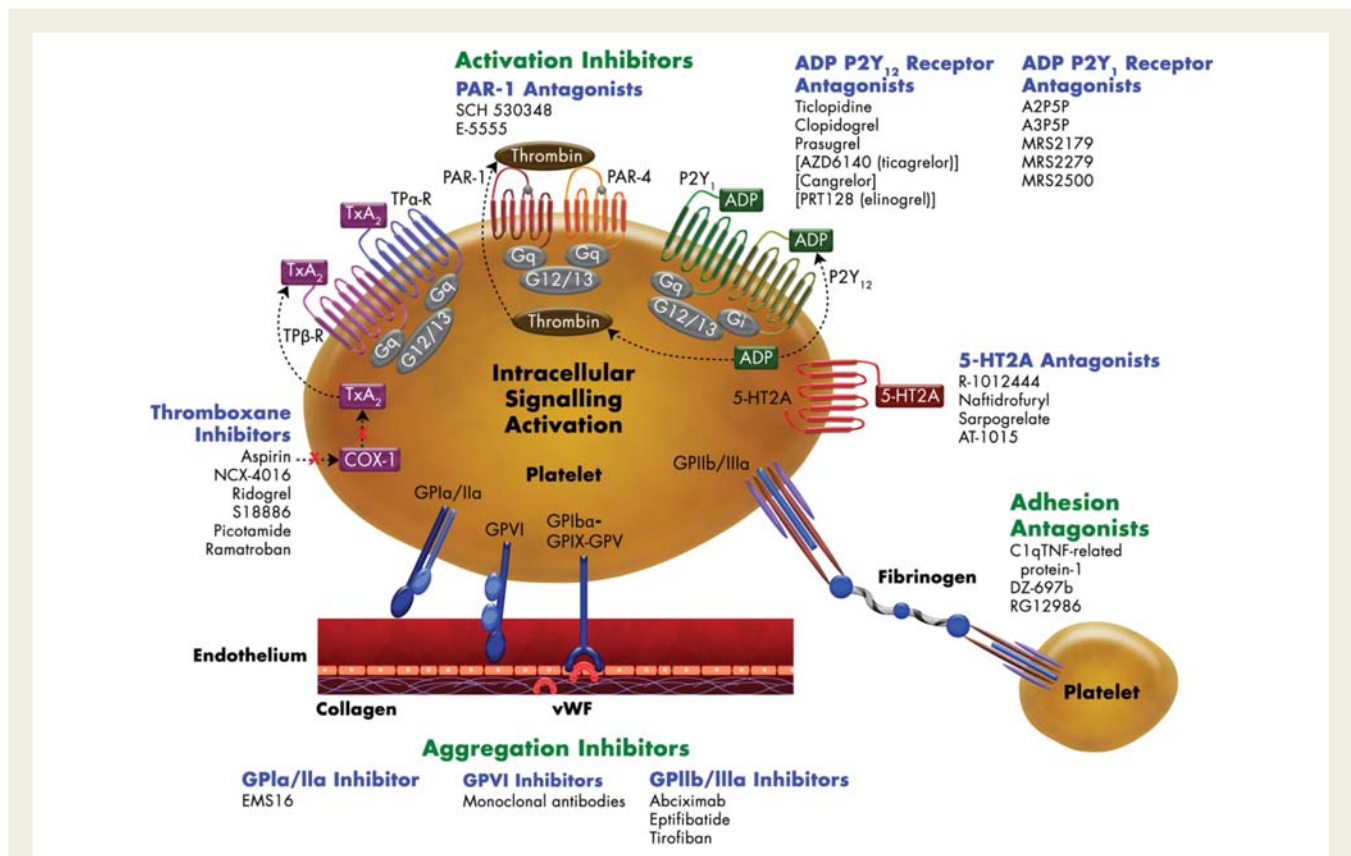 Activation Inhibitors
PAR-1 Antagonists
SCH 530348
E-5555
ADP P2Y12 Receptor
Antagonists
Ticlopidine
Clopidogrel
Prasugrel
[AZD6140 (ticagrelor)]
[Cangrelor]
[PRT128 (elinogrel)]
ADP P2Y1 Receptor
Antagonists
A2P5P
A3P5P
MRS2179
MRS2279
MRS2500
Thrombin
PAR-1
PAR-4
P2Y1
ADP
TPα-R
TxA2
ADP
TxA2
P2Y12
Gq
Gq
G12/13
Gq
G12/13
Gi
Gq
Gq
G12/13
TPβ-R
Thrombin
ADP
Intracellular
Signalling
Activation
5-HT2A
5-HT2A
5-HT2A Antagonists
R-1012444
Naftidrofuryl
Sarpogrelate
AT-1015
TxA2
Thromboxane
Inhibitors
Aspirin
NCX-4016
Ridogrel
S18886
Picotamide
Ramatroban
COX-1
Platelet
GPIa/IIa
GPVI
GPIba-
GPIX-GPV
GPIIb/IIIa
Adhesion
Antagonists
C1qTNF-related
protein-1
DZ-697b
RG12986
Fibrinogen
Platelet
Endothelium
Collagen
vWF
Aggregation Inhibitors
GPIa/IIa Inhibitor
EMS16
GPVI Inhibitors
Monoclonal antibodies
GPIIb/IIIa Inhibitors
Abciximab
Eptifibatide
Tirofiban